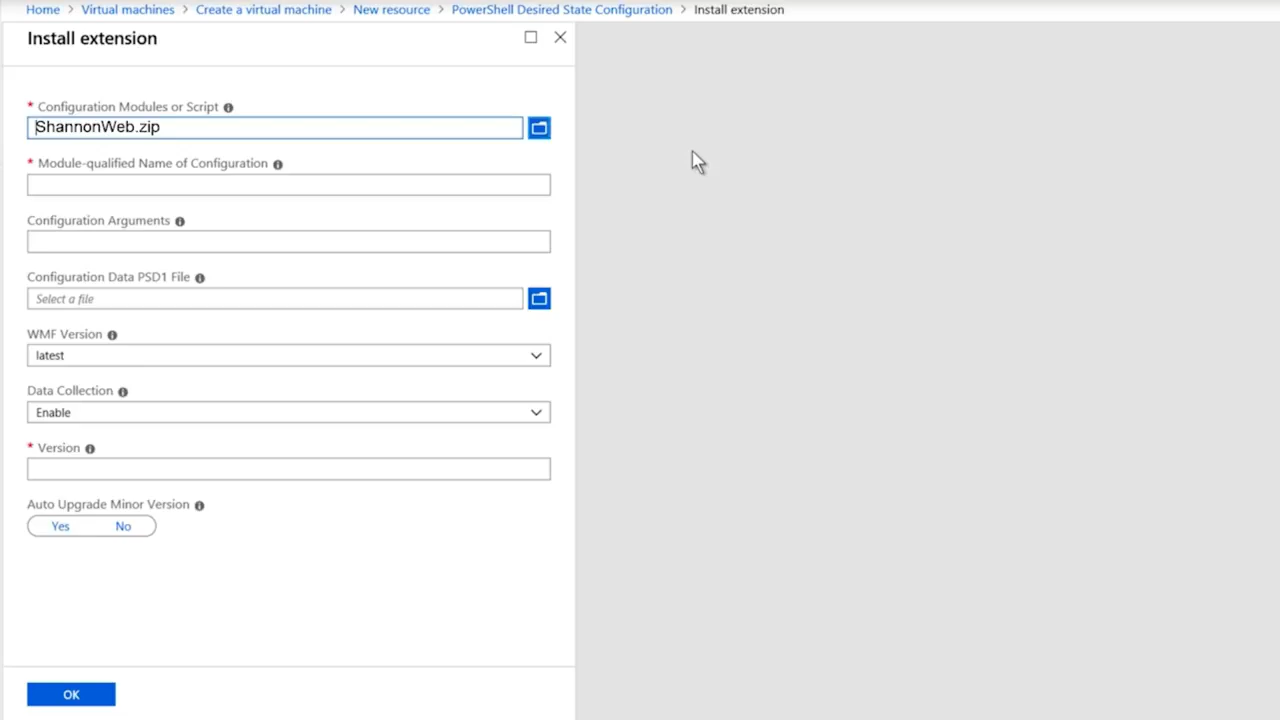 Home > Virtual machines > Create a virtual machine > New resource > PowerShell Desired State Configuration > Install extension
Install extension
* Configuration Modules or Script
ShannonWeb.zip
* Module-qualified Name of Configuration
Configuration Arguments
Configuration Data PSD1 File
Select a file
WMF Version
latest
Data Collection
Enable
* Version
Auto Upgrade Minor Version
Yes No
OK